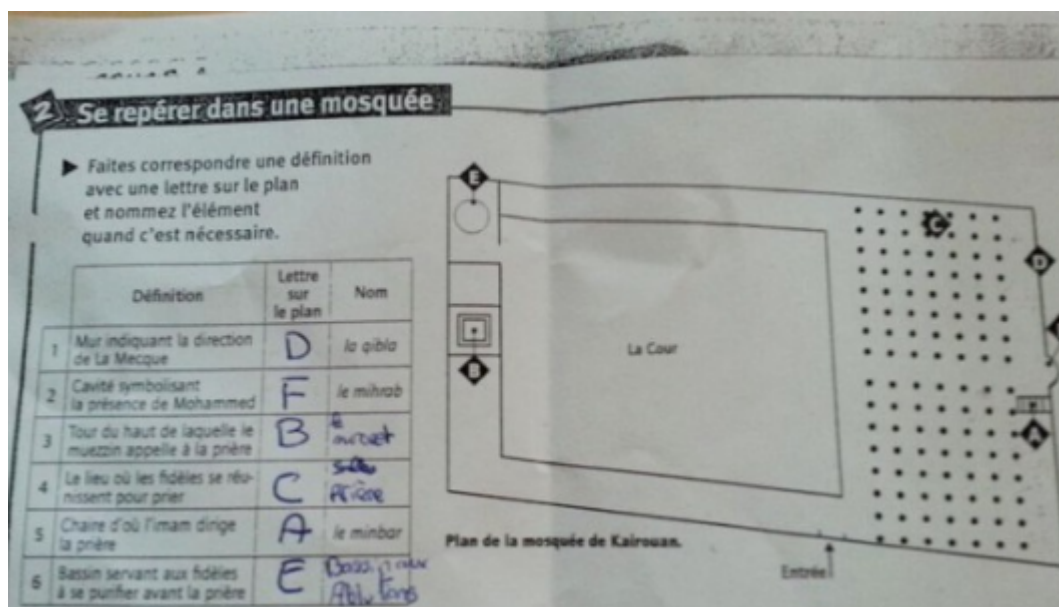 2 Se repérer dans une mosquée
▶ Faites correspondre une définition
avec une lettre sur le plan
et nommez l'élément
quand c'est nécessaire.
Définition
Lettre
sur
le plan
Nom
1 Mur indiquant la direction
de La Mecque
D
la qibla
2 Cavité symbolisant
la présence de Mohammed
F
le mihrab
3 Tour du haut de laquelle le
muezzin appelle à la prière
B
le
4 Le lieu où les fidèles se réu-
nissent pour prier
C
Prière
5 Chaire d'où l'imam dirige
la prière
A
le minbar
6 Bassin servant aux fidèles
à se purifier avant la prière
E
Bassin aux
Ablutions
E
C
D
La Cour
B
A
Plan de la mosquée de Kairouan.
Entrée